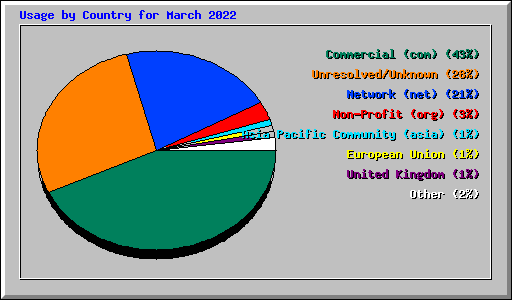 Usage by Country for March 2022
Commercial (com) (43%)
Unresolved/Unknown (28%)
Network (net) (21%)
Non-Profit (org) (3%)
Asia Pacific Community (asia) (1%)
European Union (1%)
United Kingdom (1%)
Other (2%)